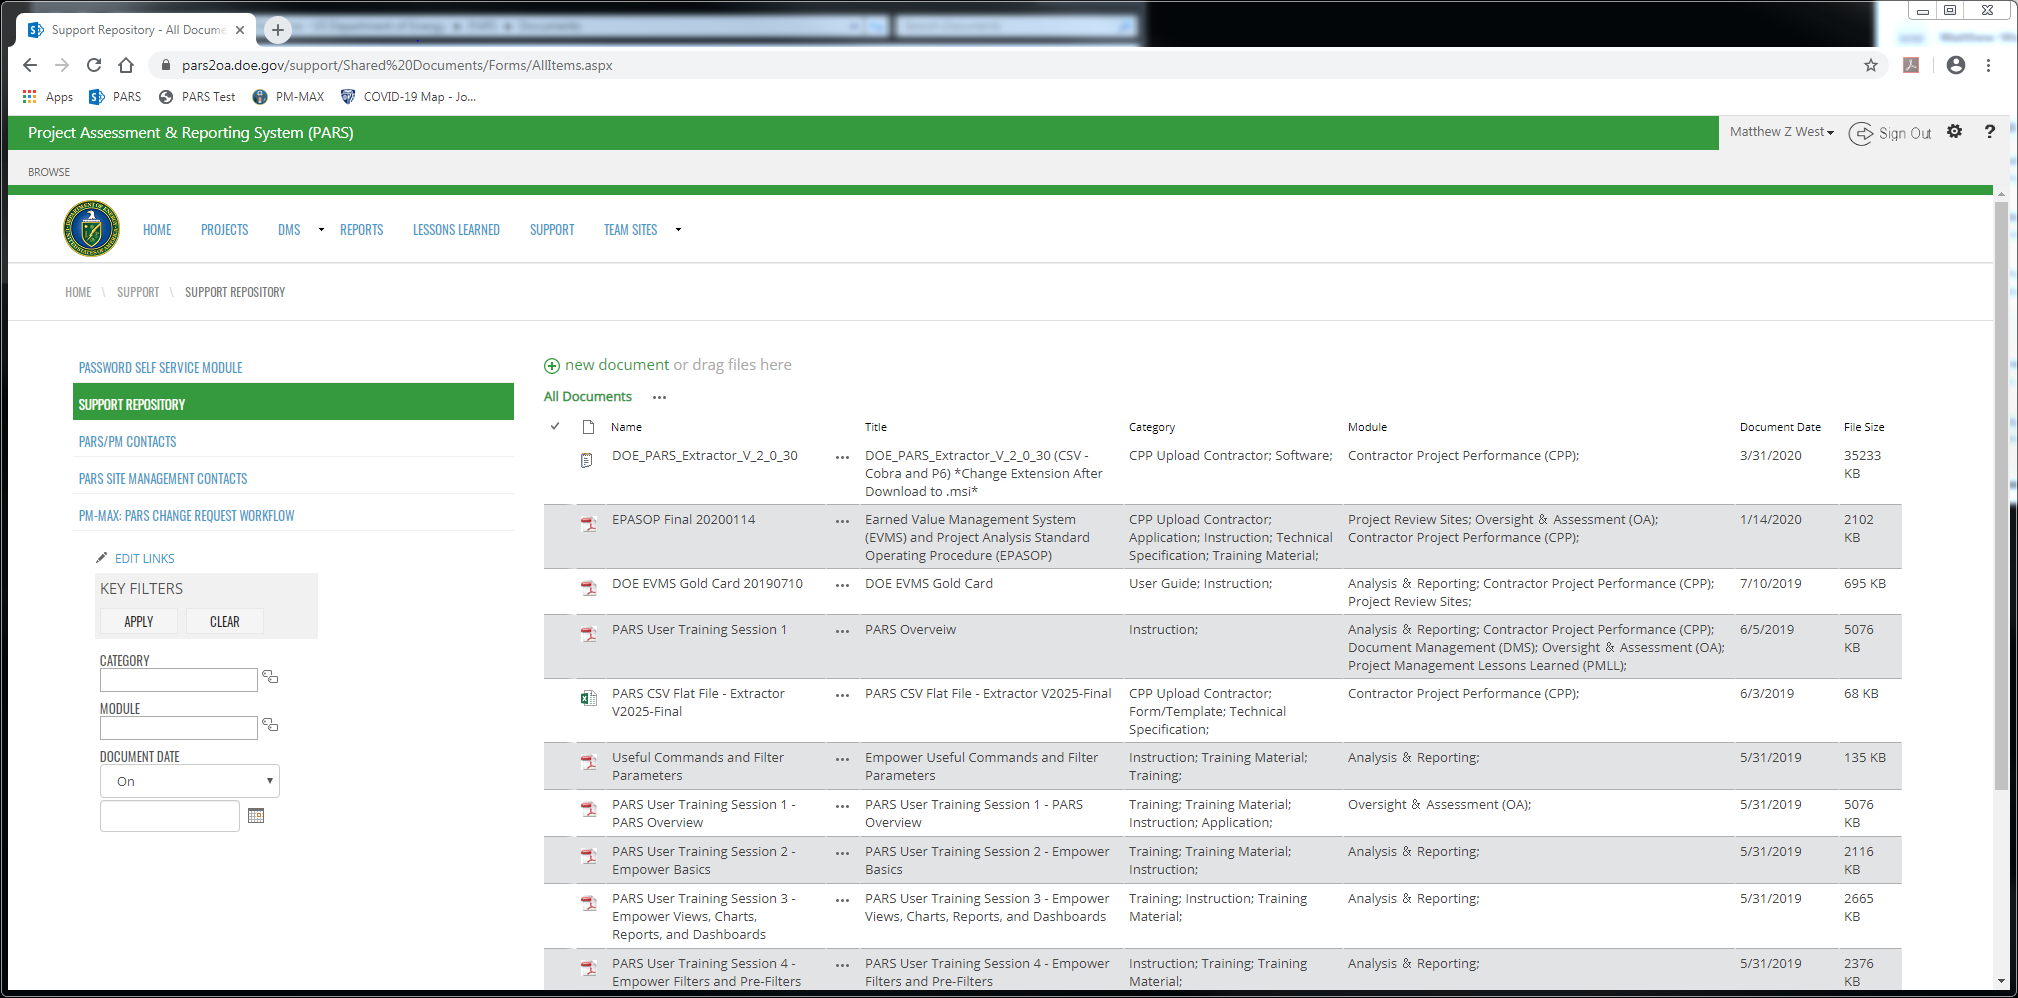 Support Repository - All Docume
pars2oa.doe.gov/support/Shared%20Documents/Forms/AllItems.aspx
Apps PARS PARS Test PM-MAX COVID-19 Map - Jo...
Project Assessment & Reporting System (PARS)
Matthew Z West Sign Out ?
BROWSE
HOME PROJECTS DMS REPORTS LESSONS LEARNED SUPPORT TEAM SITES
HOME \ SUPPORT \ SUPPORT REPOSITORY
PASSWORD SELF SERVICE MODULE
SUPPORT REPOSITORY
PARS/PM CONTACTS
PARS SITE MANAGEMENT CONTACTS
PM-MAX: PARS CHANGE REQUEST WORKFLOW
EDIT LINKS
KEY FILTERS
APPLY CLEAR
CATEGORY
MODULE
DOCUMENT DATE
On
new document or drag files here
All Documents ...
Name Title Category Module Document Date File Size
DOE_PARS_Extractor_V_2_0_30 ... DOE_PARS_Extractor_V_2_0_30 (CSV - CPP Upload Contractor; Software; Contractor Project Performance (CPP); 3/31/2020 35233
Cobra and P6) *Change Extension After KB
Download to .msi*
EPASOP Final 20200114 ... Earned Value Management System CPP Upload Contractor; Project Review Sites; Oversight & Assessment (OA); 1/14/2020 2102
(EVMS) and Project Analysis Standard Application; Instruction; Technical Contractor Project Performance (CPP); KB
Operating Procedure (EPASOP) Specification; Training Material;
DOE EVMS Gold Card 20190710 ... DOE EVMS Gold Card User Guide; Instruction; Analysis & Reporting; Contractor Project Performance (CPP); 7/10/2019 695 KB
Project Review Sites;
PARS User Training Session 1 ... PARS Overveiw Instruction; Analysis & Reporting; Contractor Project Performance (CPP); 6/5/2019 5076
Document Management (DMS); Oversight & Assessment (OA); KB
Project Management Lessons Learned (PMLL);
PARS CSV Flat File - Extractor ... PARS CSV Flat File - Extractor V2025-Final CPP Upload Contractor; Contractor Project Performance (CPP); 6/3/2019 68 KB
V2025-Final Form/Template; Technical
Specification;
Useful Commands and Filter ... Empower Useful Commands and Filter Instruction; Training Material; Analysis & Reporting; 5/31/2019 135 KB
Parameters Parameters Training;
PARS User Training Session 1 - ... PARS User Training Session 1 - PARS Training; Training Material; Oversight & Assessment (OA); 5/31/2019 5076
PARS Overview Overview Instruction; Application; KB
PARS User Training Session 2 - ... PARS User Training Session 2 - Empower Training; Training Material; Analysis & Reporting; 5/31/2019 2116
Empower Basics Basics Instruction; KB
PARS User Training Session 3 - ... PARS User Training Session 3 - Empower Training; Instruction; Training Analysis & Reporting; 5/31/2019 2665
Empower Views, Charts, Views, Charts, Reports, and Dashboards Material; KB
Reports, and Dashboards
PARS User Training Session 4 - ... PARS User Training Session 4 - Empower Instruction; Training; Training Analysis & Reporting; 5/31/2019 2376
Empower Filters and Pre-Filters Filters and Pre-Filters Material; KB